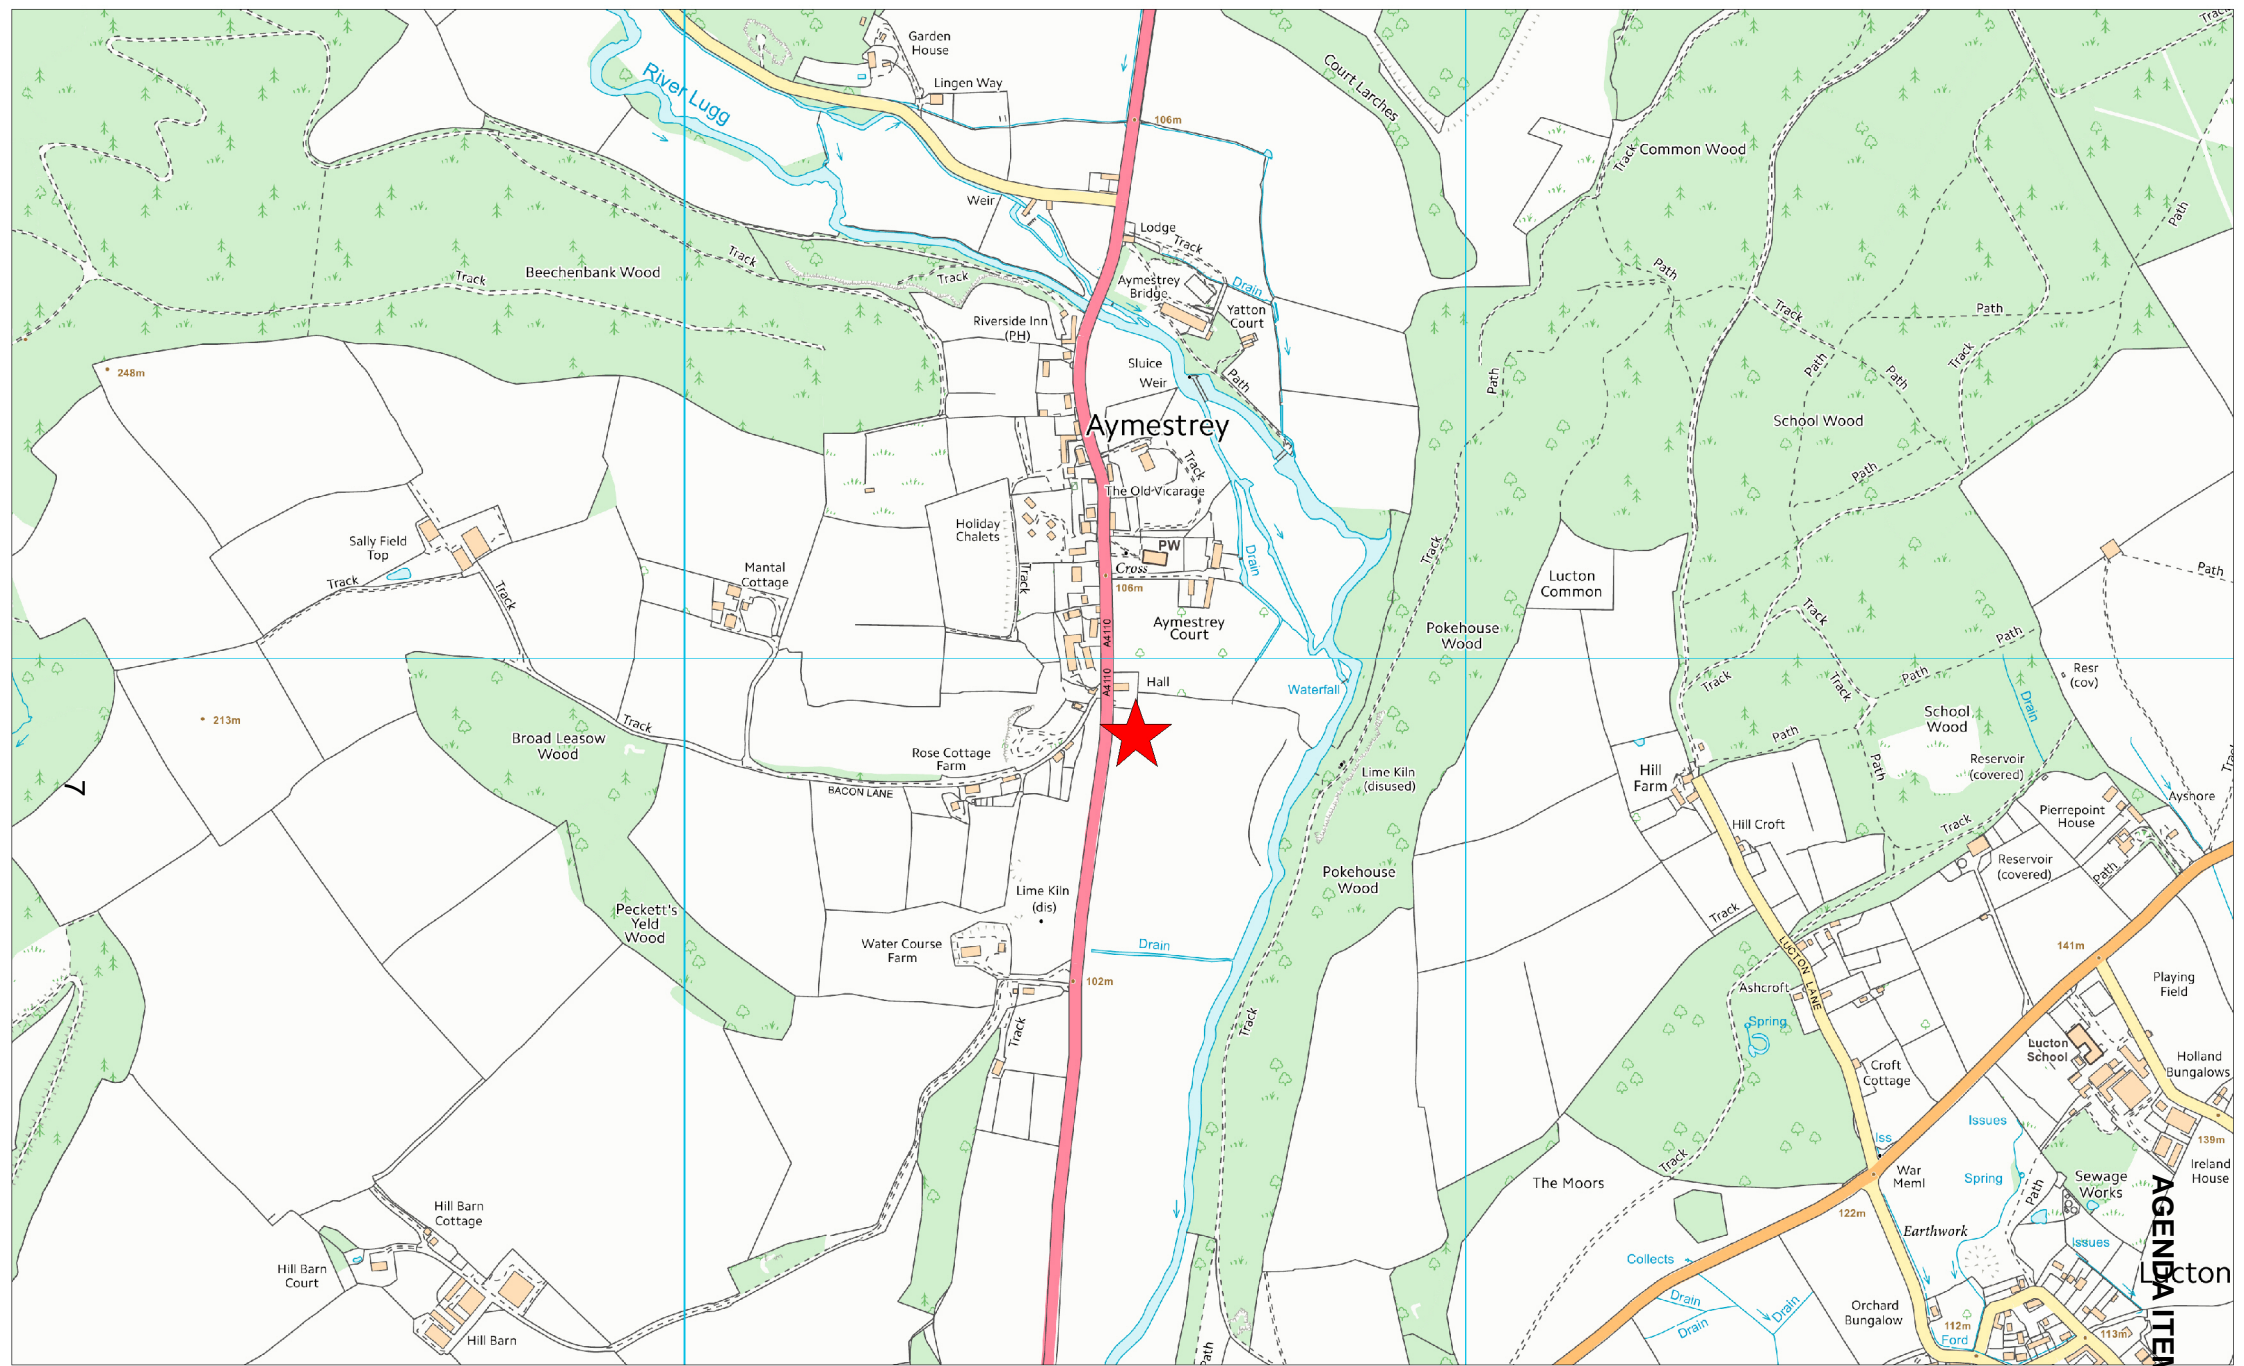 Garden
House
Lingen Way
River Lugg
Court Larches
106m
Track
Common Wood
Track
Weir
Lodge
Track
Path
Beechenbank Wood
Track
Track
Track
Aymestrey
Bridge
Drain
Yatton
Court
Path
Track
Path
Riverside Inn
(PH)
Sluice
Weir
Path
248m
Path
Path
Track
Path
Aymestrey
School Wood
Track
The Old Vicarage
Path
Holiday
Chalets
Sally Field
Top
PW
Cross
Drain
Track
Track
Track
Mantal
Cottage
Track
106m
Lucton
Common
Path
Track
Aymestrey
Court
A4110
Pokehouse
Wood
Path
A4110
Hall
Waterfall
Track
Track
Path
Resr
(cov)
Drain
213m
Track
Broad Leasow
Wood
Rose Cottage
Farm
School
Wood
Path
Path
Reservoir
(covered)
Track
7
BACON LANE
Lime Kiln
(disused)
Hill
Farm
Ayshore
Pierrepoint
House
Hill Croft
Track
Pokehouse
Wood
Reservoir
(covered)
Path
Lime Kiln
(dis)
Peckett's
Yeld
Wood
Track
Water Course
Farm
Drain
LUCTON LANE
141m
102m
Ashcroft
Playing
Field
Track
Track
Spring
Lucton
School
Croft
Cottage
Holland
Bungalows
Issues
Iss
139m
Track
The Moors
War
Meml
Spring
Path
Sewage
Works
Ireland
House
Hill Barn
Cottage
122m
Earthwork
AGENDA ITEM
Issues
Collects
Hill Barn
Court
Lucton
Drain
Drain
Drain
Orchard
Bungalow
112m
Ford
113m
Hill Barn
Path